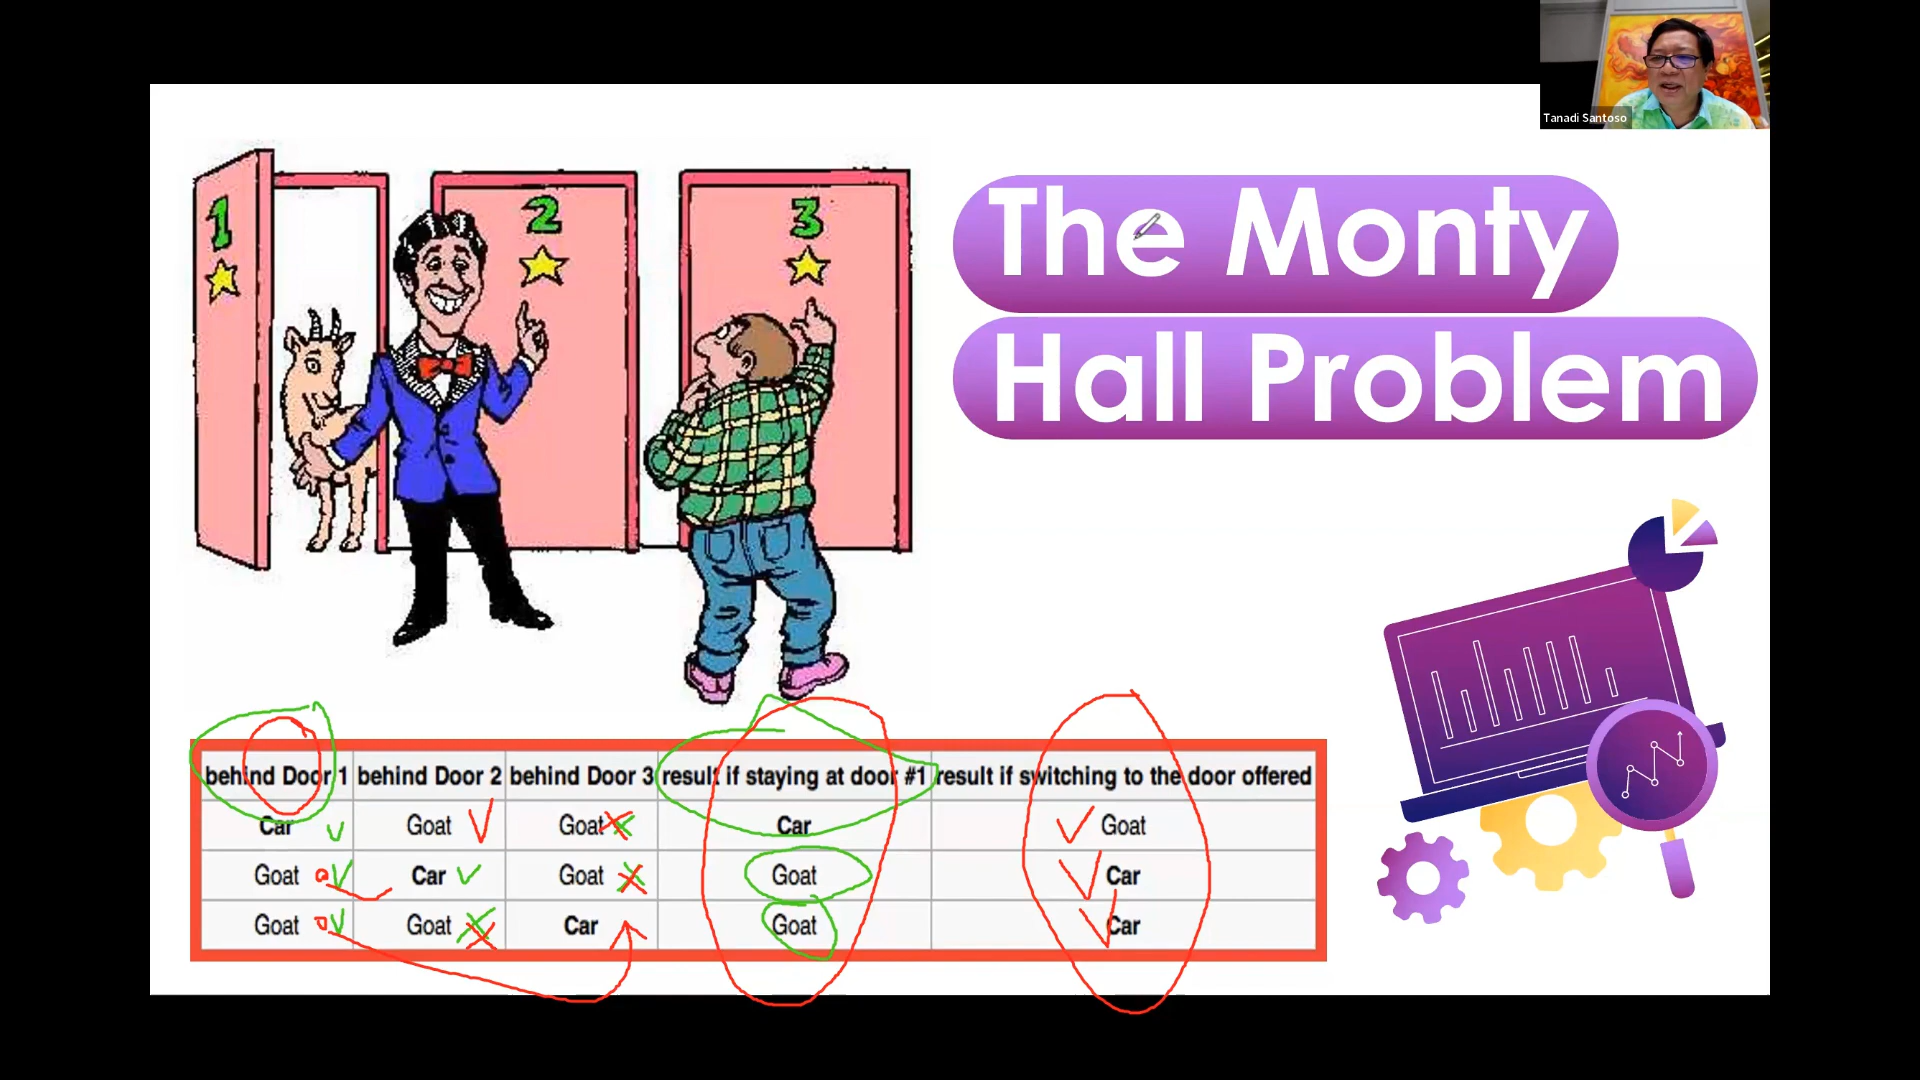 Tanadi Santoso
1
2
3
The Monty
Hall Problem
behind Door 1 behind Door 2 behind Door 3 result if staying at door #1 result if switching to the door offered
Car Goat Goat Car Goat
Goat Car Goat Goat Car
Goat Goat Car Goat Car